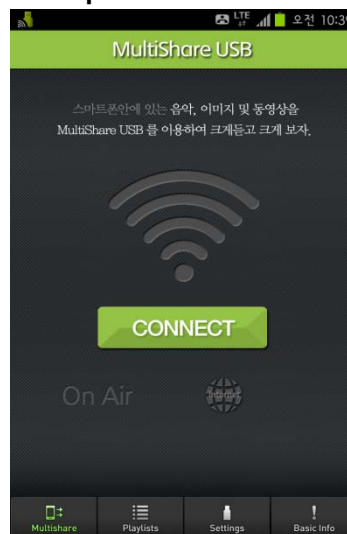 LTE 오전 10:39
MultiShare USB
스마트폰안에 있는 음악, 이미지 및 동영상을
MultiShare USB 를 이용하여 크게듣고 크게 보자.
CONNECT
On Air
Multishare Playlists Settings Basic Info